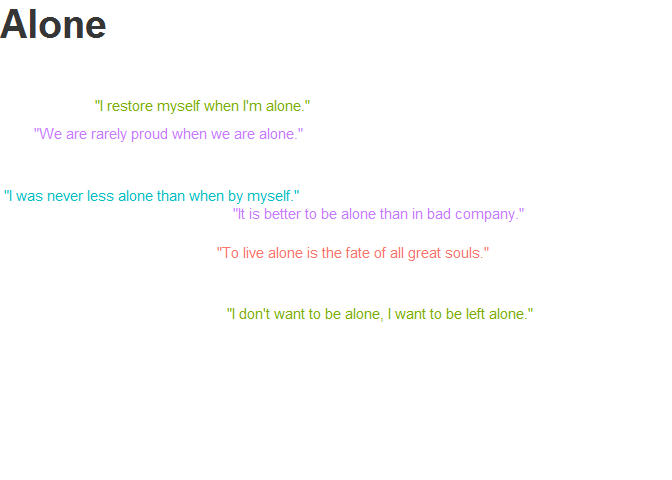 Alone
"I restore myself when I'm alone."
"We are rarely proud when we are alone."
"I was never less alone than when by myself."
"It is better to be alone than in bad company."
"To live alone is the fate of all great souls."
"I don't want to be alone, I want to be left alone."